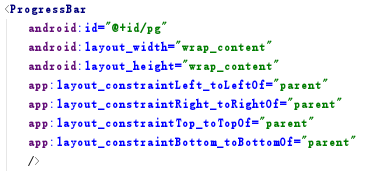 <ProgressBar
android:id="@+id/pg"
android:layout_width="wrap_content"
android:layout_height="wrap_content"
app:layout_constraintLeft_toLeftOf="parent"
app:layout_constraintRight_toRightOf="parent"
app:layout_constraintTop_toTopOf="parent"
app:layout_constraintBottom_toBottomOf="parent"
/>